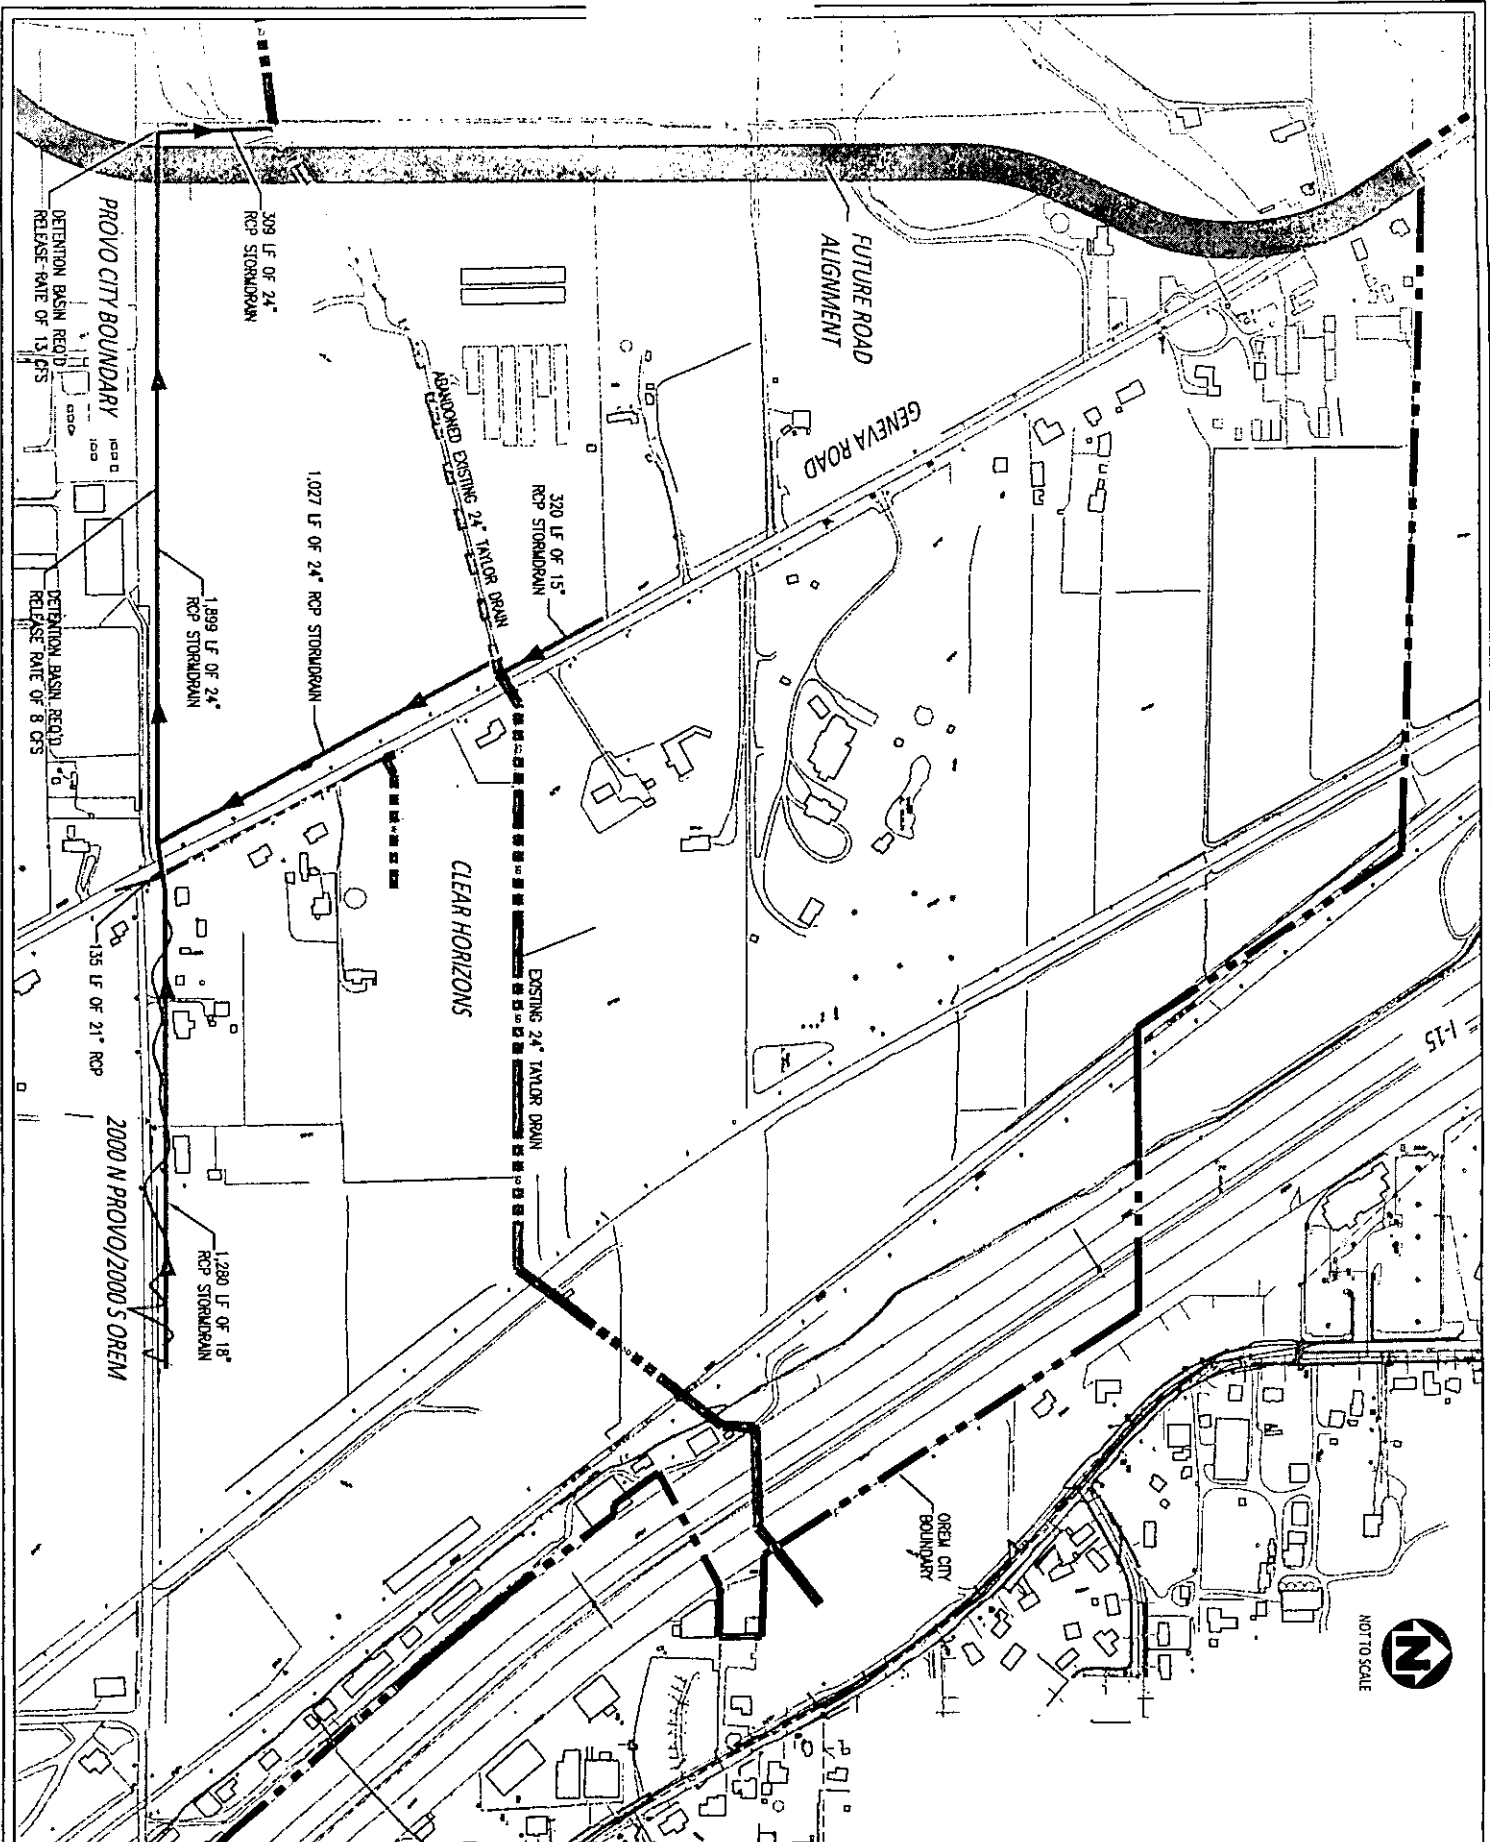 309 LF OF 24"
RCP STORMDRAIN
PROVO CITY BOUNDARY
DETENTION BASIN REQ'D
RELEASE RATE OF 13 CFS
FUTURE ROAD
ALIGNMENT
GENEVA ROAD
ABANDONED EXISTING 24" TAYLOR DRAIN
320 LF OF 15"
RCP STORMDRAIN
1,027 LF OF 24" RCP STORMDRAIN
1,899 LF OF 24"
RCP STORMDRAIN
DETENTION BASIN REQ'D
RELEASE RATE OF 8 CFS
CLEAR HORIZONS
EXISTING 24" TAYLOR DRAIN
135 LF OF 21" RCP
2000 N PROVO/2000 S OREM
1,280 LF OF 18"
RCP STORMDRAIN
I-15
OREM CITY
BOUNDARY
N
NOT TO SCALE